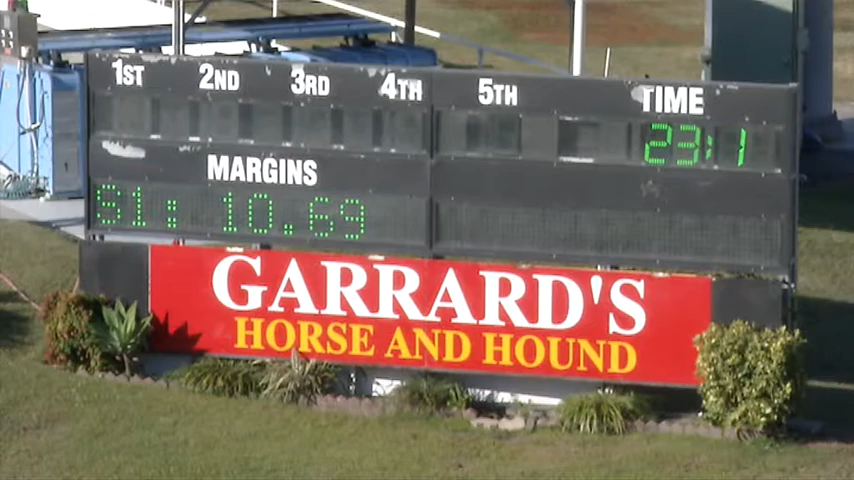 1ST 2ND 3RD 4TH 5TH TIME
23:1
MARGINS
S1: 10.69
GARRARD'S
HORSE AND HOUND